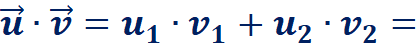 u⃗ · v⃗ = u₁ · v₁ + u₂ · v₂ =